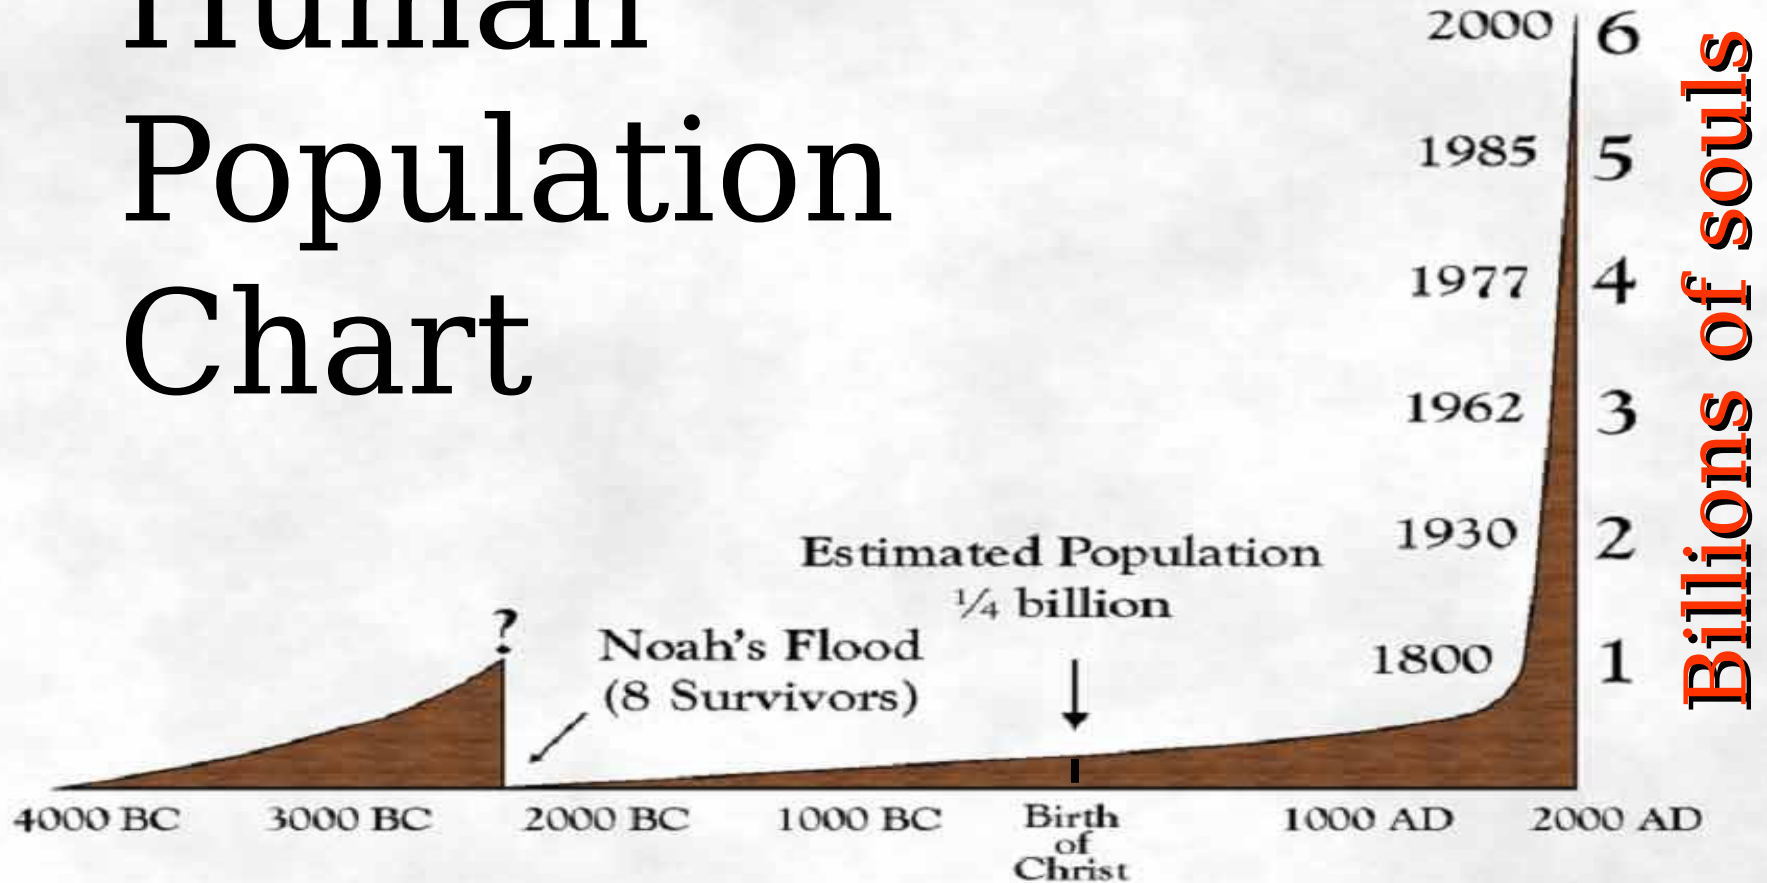 Human
Population
Chart
2000 6
1985 5
1977 4
1962 3
1930 2
1800 1
Billions of souls
Estimated Population
¼ billion
?
Noah's Flood
(8 Survivors)
4000 BC 3000 BC 2000 BC 1000 BC Birth 1000 AD 2000 AD
of
Christ